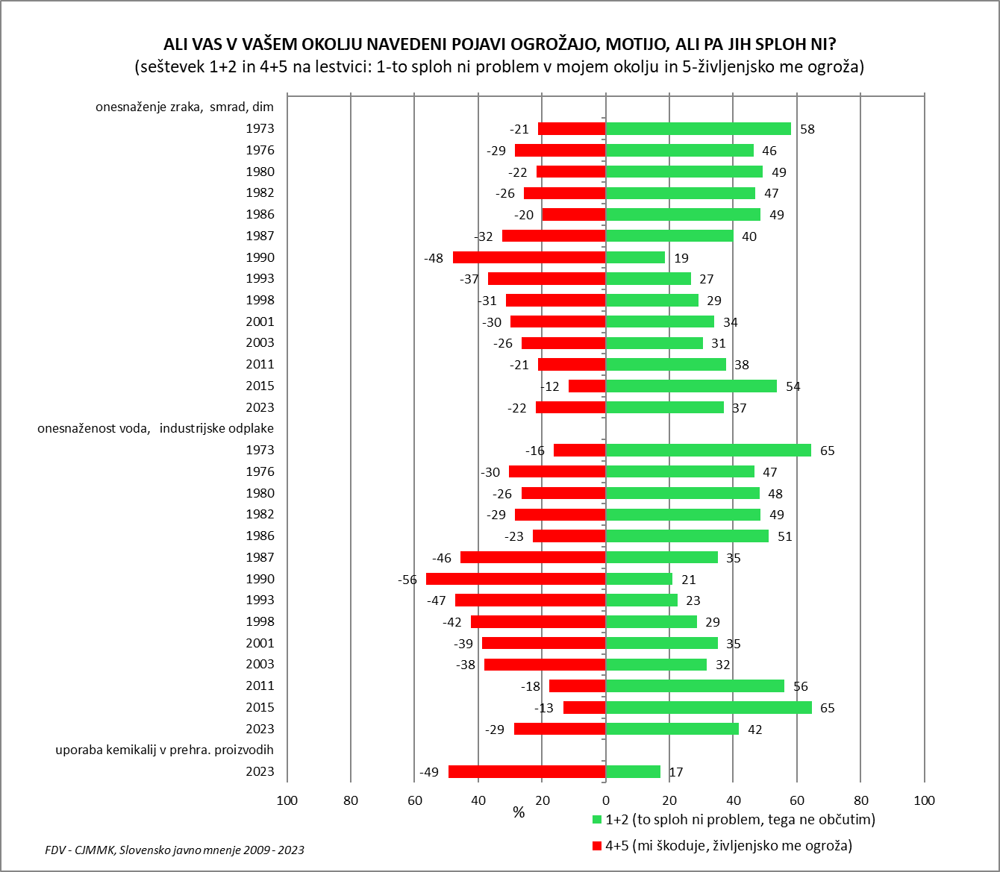 ALI VAS V VAŠEM OKOLJU NAVEDENI POJAVI OGROŽAJO, MOTIJO, ALI PA JIH SPLOH NI?
(seštevek 1+2 in 4+5 na lestvici: 1-to sploh ni problem v mojem okolju in 5-življenjsko me ogroža)
onesnaženje zraka, smrad, dim
1973 -21 58
1976 -29 46
1980 -22 49
1982 -26 47
1986 -20 49
1987 -32 40
1990 -48 19
1993 -37 27
1998 -31 29
2001 -30 34
2003 -26 31
2011 -21 38
2015 -12 54
2023 -22 37
onesnaženost voda, industrijske odplake
1973 -16 65
1976 -30 47
1980 -26 48
1982 -29 49
1986 -23 51
1987 -46 35
1990 -56 21
1993 -47 23
1998 -42 29
2001 -39 35
2003 -38 32
2011 -18 56
2015 -13 65
2023 -29 42
uporaba kemikalij v prehra. proizvodih
2023 -49 17
100 80 60 40 20 0 20 40 60 80 100
%
1+2 (to sploh ni problem, tega ne občutim)
4+5 (mi škoduje, življenjsko me ogroža)
FDV - CJMMK, Slovensko javno mnenje 2009 - 2023